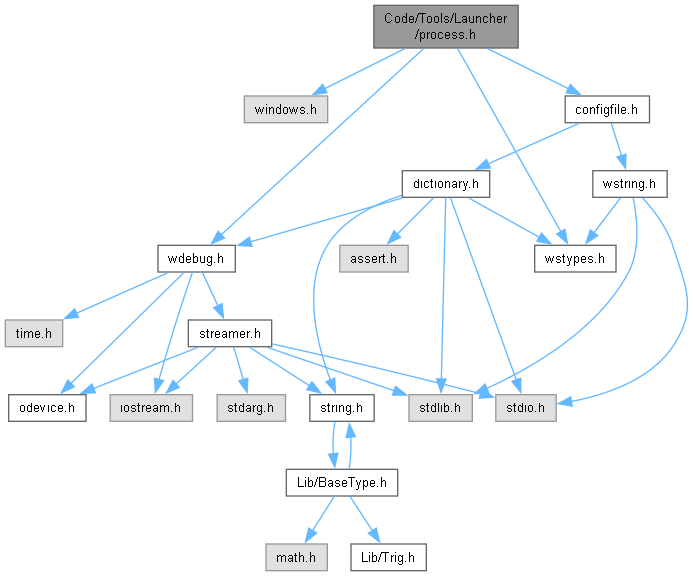 Code/Tools/Launcher
/process.h
windows.h
configfile.h
dictionary.h
wstring.h
wdebug.h
assert.h
wstypes.h
time.h
streamer.h
odevice.h
iostream.h
stdarg.h
string.h
stdlib.h
stdio.h
Lib/BaseType.h
math.h
Lib/Trig.h